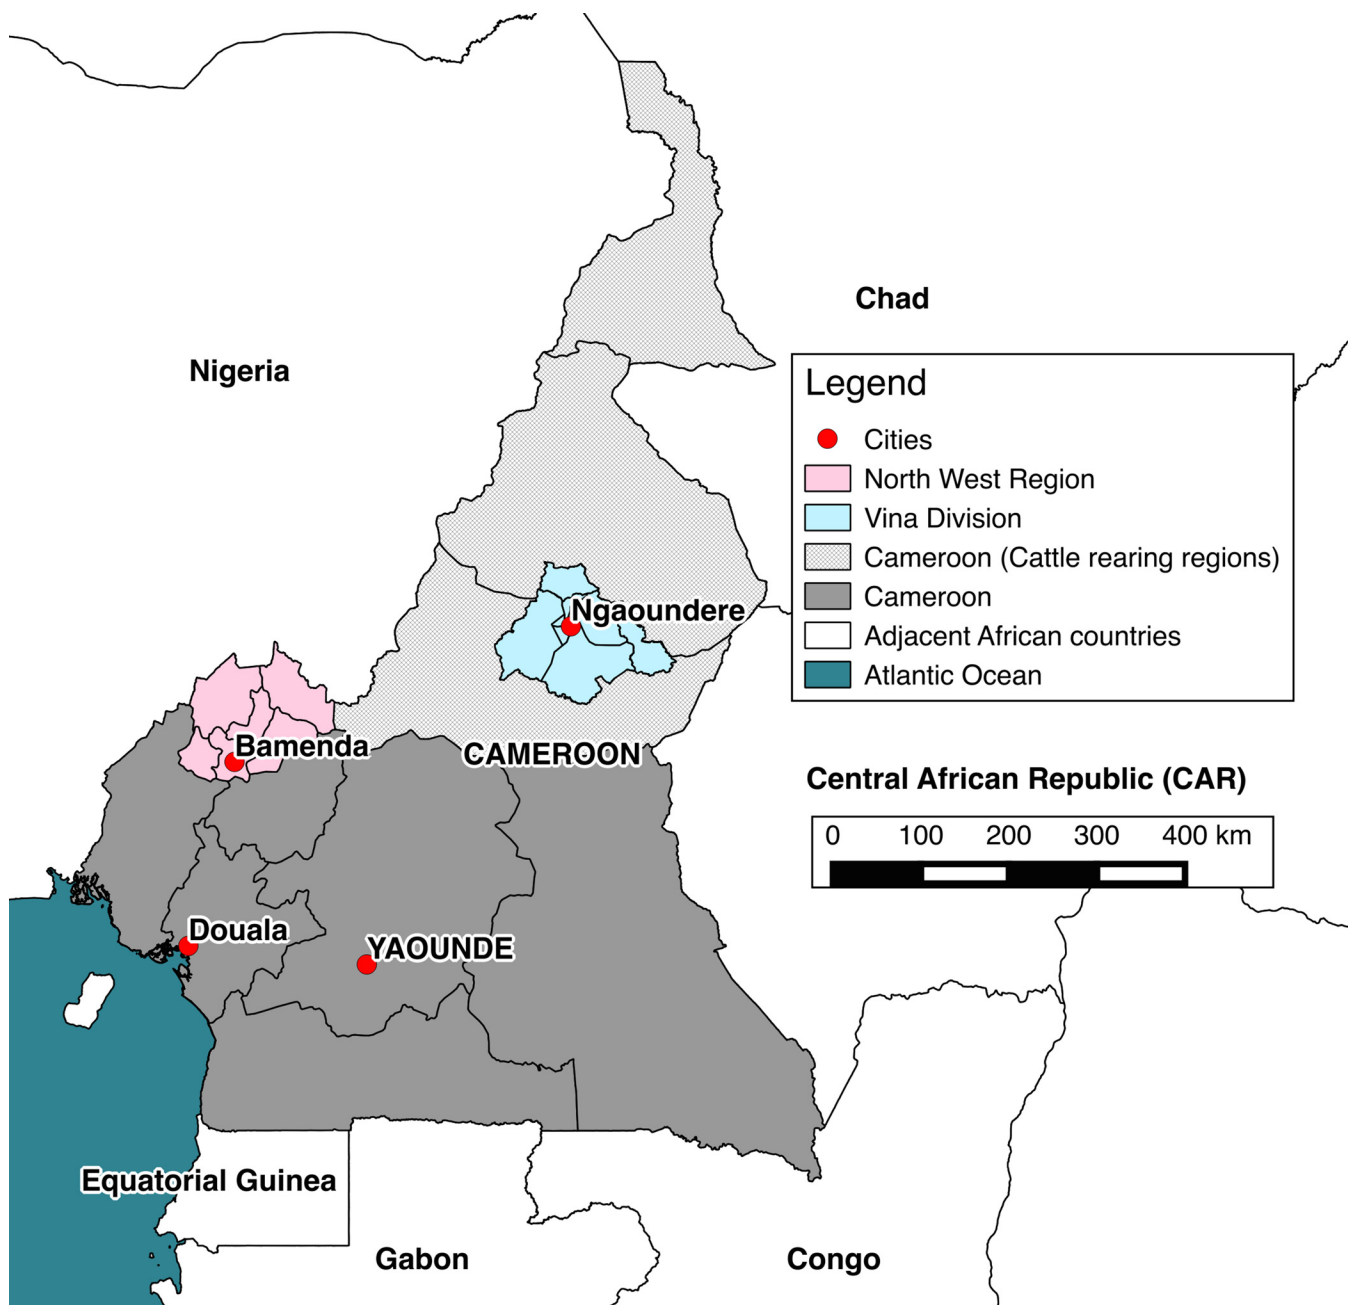 Chad
Nigeria
Legend
Cities
North West Region
Vina Division
Cameroon (Cattle rearing regions)
Cameroon
Adjacent African countries
Atlantic Ocean
Ngaoundere
Bamenda
CAMEROON
Central African Republic (CAR)
0 100 200 300 400 km
Douala
YAOUNDE
Equatorial Guinea
Gabon
Congo